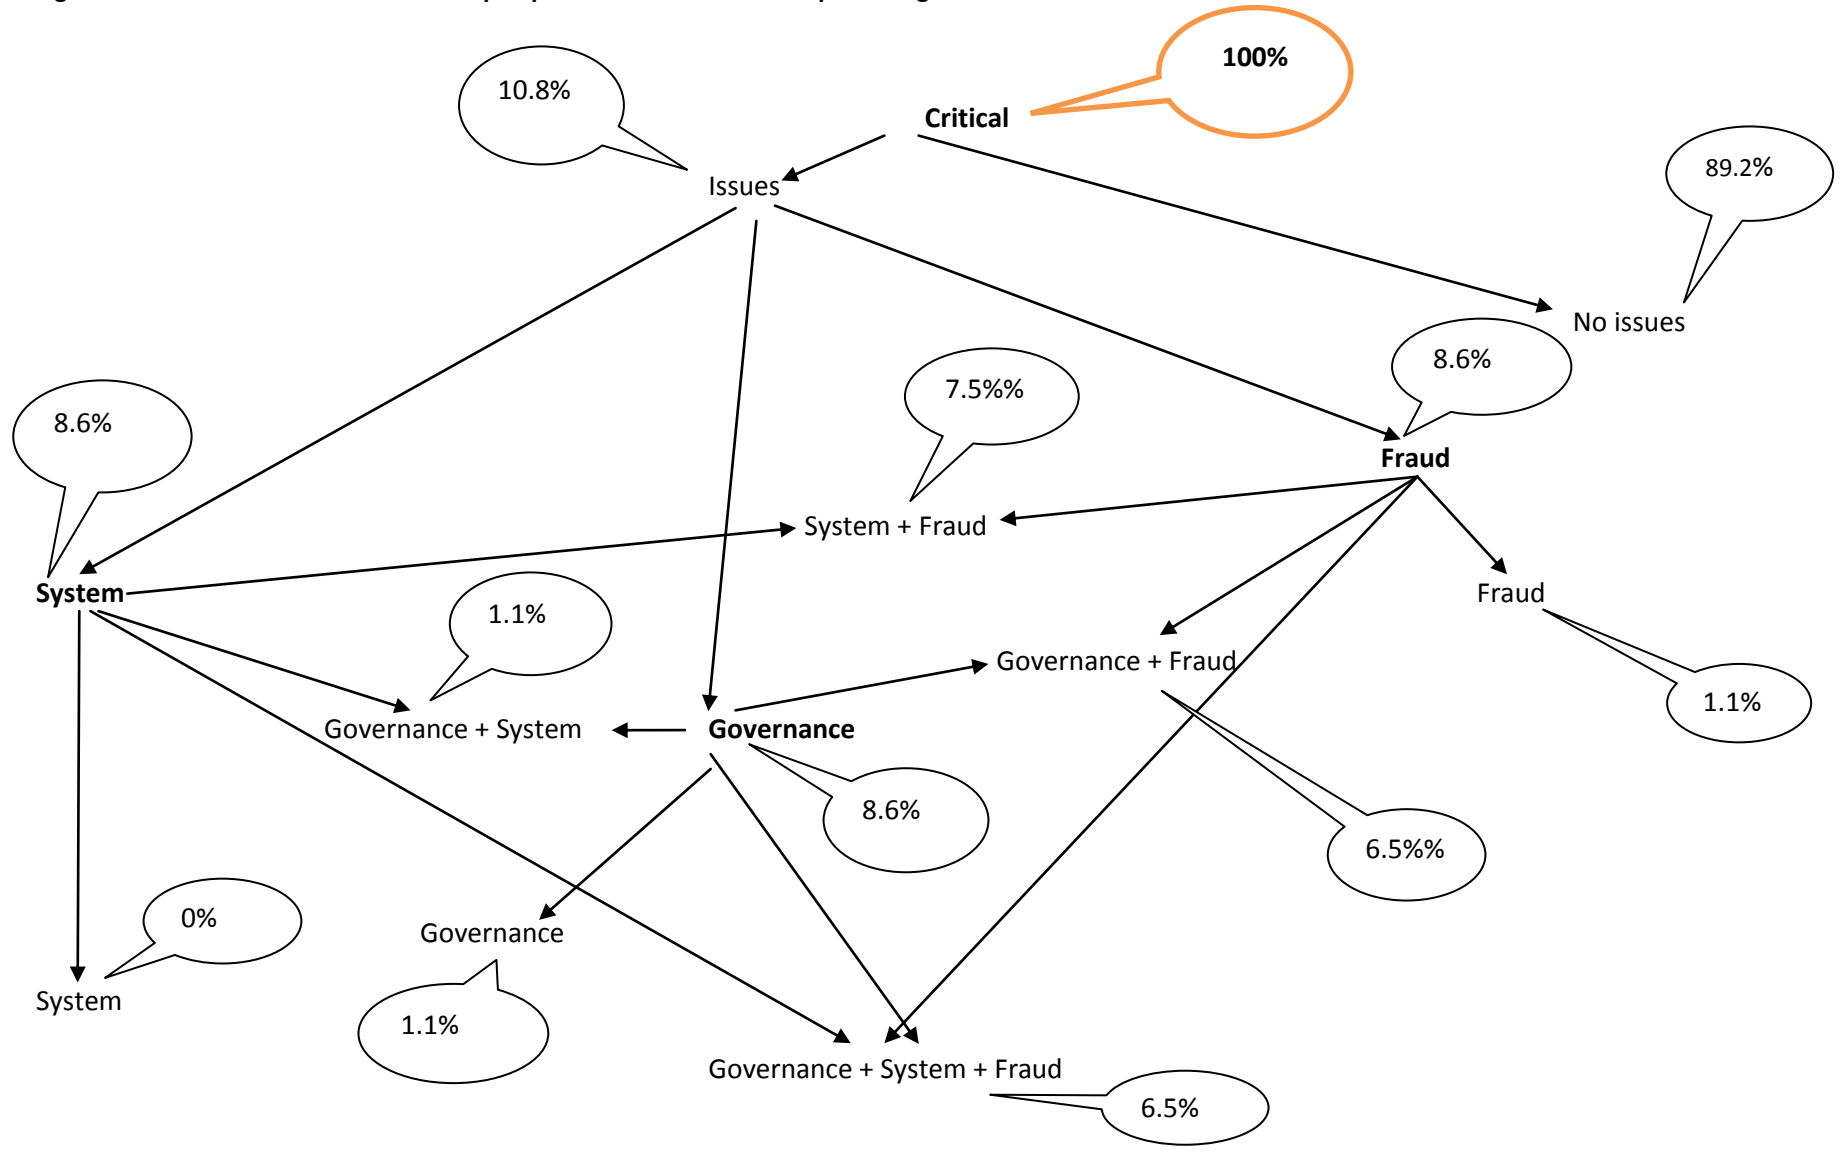 100%
10.8%
Critical
89.2%
Issues
No issues
8.6%
7.5%%
8.6%
Fraud
System + Fraud
System
1.1%
Fraud
Governance + Fraud
1.1%
Governance + System
Governance
8.6%
6.5%%
0%
Governance
System
1.1%
Governance + System + Fraud
6.5%